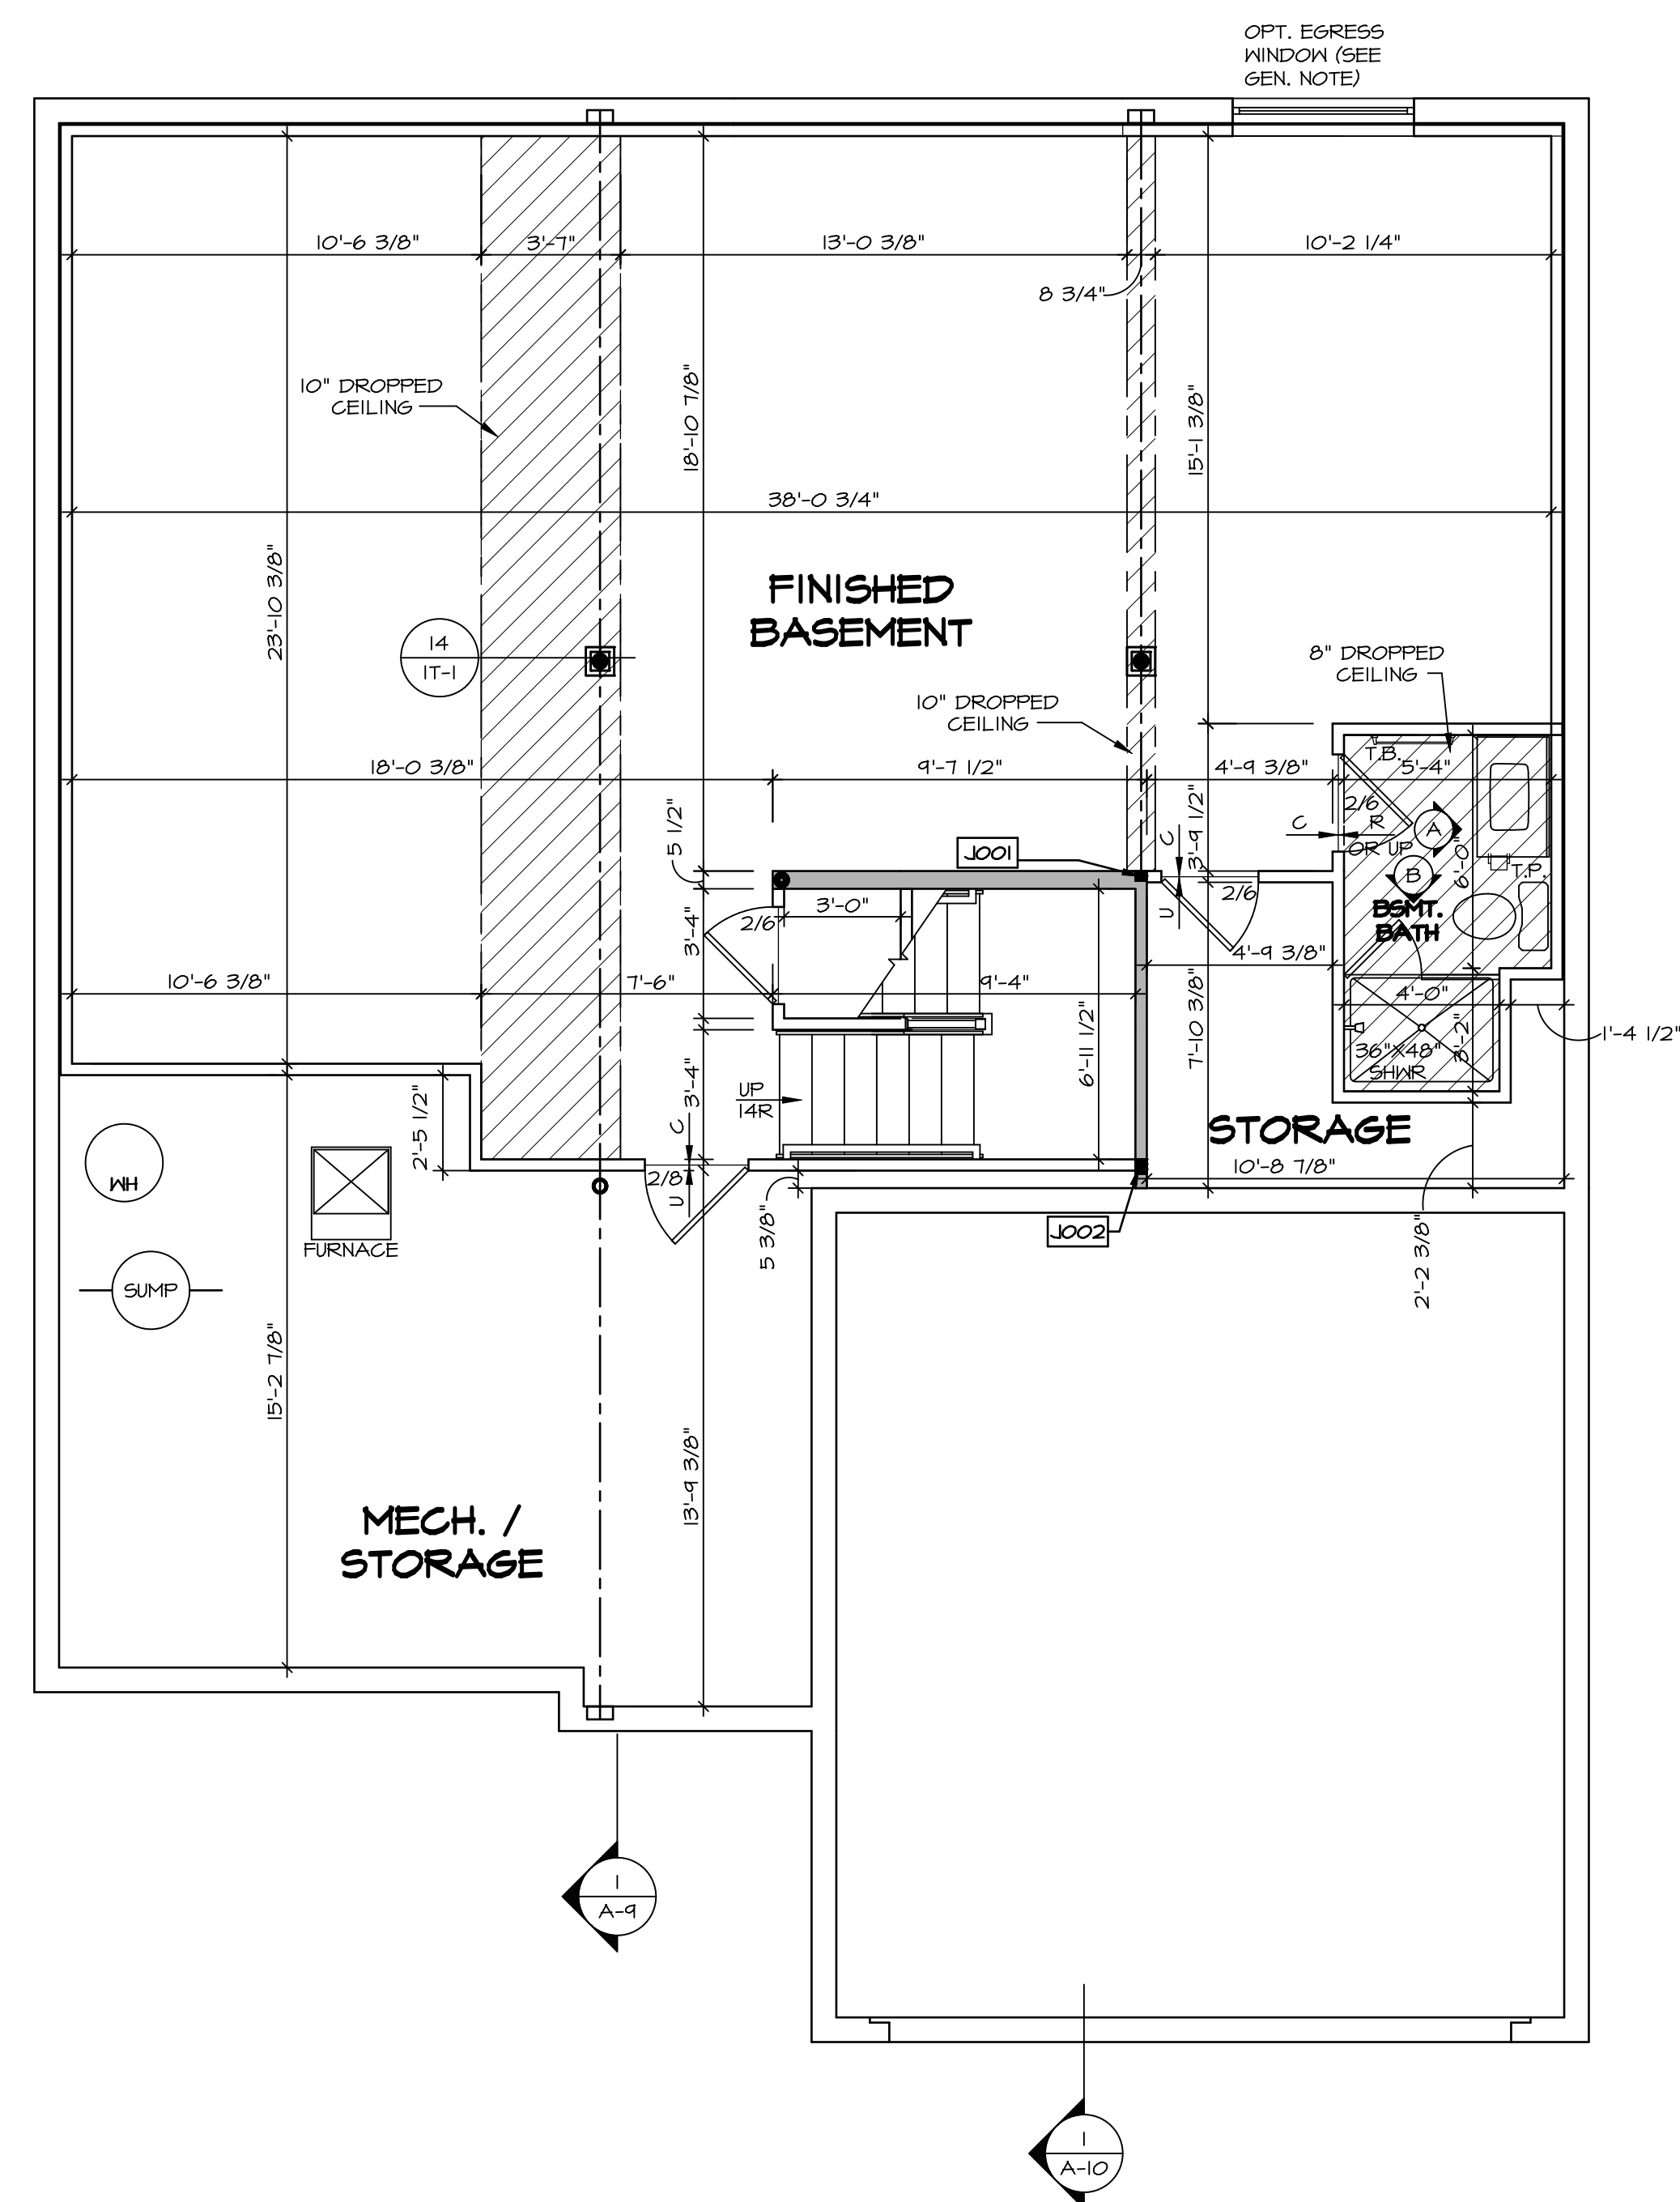 OPT. EGRESS
WINDOW (SEE
GEN. NOTE)
10'-6 3/8"
3'-7"
13'-0 3/8"
10'-2 1/4"
8 3/4"
10" DROPPED
CEILING
18'-10 7/8"
15'-1 3/8"
38'-0 3/4"
23'-10 3/8"
FINISHED
BASEMENT
14
1T-1
8" DROPPED
CEILING
10" DROPPED
CEILING
18'-0 3/8"
9'-7 1/2"
4'-9 3/8"
T.B.
5'-4"
2/6
C
R
OR UP
A
B
6'-0"
T.P.
BSMT.
BATH
5 1/2"
J001
C
U
3'-9 1/2"
2/6
3'-0"
2/6
3'-4"
4'-9 3/8"
10'-6 3/8"
7'-6"
9'-4"
4'-0"
1'-4 1/2"
3'-2"
36"X48"
SHWR
6'-11 1/2"
7'-10 3/8"
UP
14R
3'-4"
2'-5 1/2"
C
U
2/8
STORAGE
10'-8 7/8"
WH
FURNACE
SUMP
5 3/8"
J002
2'-2 3/8"
15'-2 7/8"
13'-9 3/8"
MECH. /
STORAGE
1
A-9
1
A-10